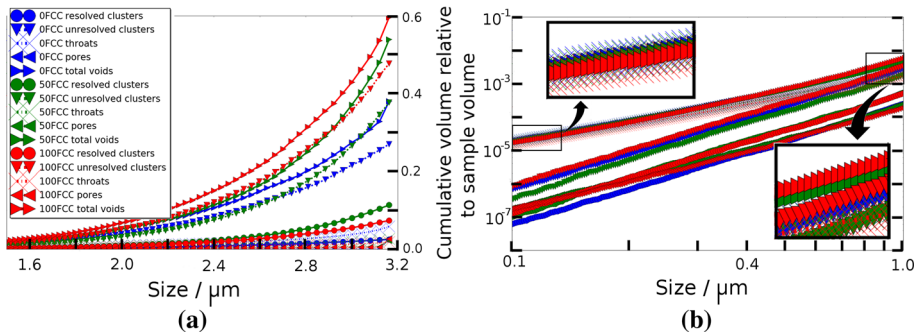 0FCC resolved clusters
0FCC unresolved clusters
0FCC throats
0FCC pores
0FCC total voids
50FCC resolved clusters
50FCC unresolved clusters
50FCC throats
50FCC pores
50FCC total voids
100FCC resolved clusters
100FCC unresolved clusters
100FCC throats
100FCC pores
100FCC total voids
0.6
0.4
0.2
0.0
1.6 2.0 2.4 2.8 3.2
Size / μm
(a)
Cumulative volume relative
to sample volume
10⁻¹
10⁻³
10⁻⁵
10⁻⁷
0.1 0.4 1.0
Size / μm
(b)